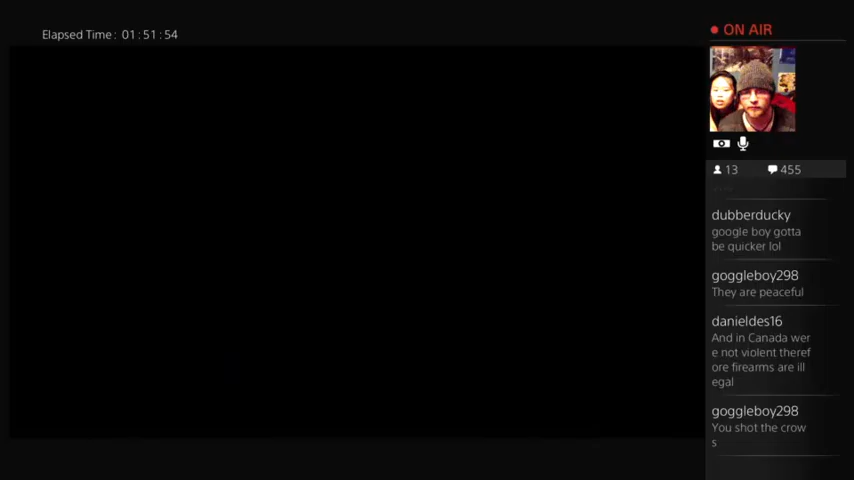 Elapsed Time: 01:51:54
ON AIR
13 455
dubberducky
google boy gotta
be quicker lol
goggleboy298
They are peaceful
danieldes16
And in Canada wer
e not violent theref
ore firearms are ill
egal
goggleboy298
You shot the crow
s